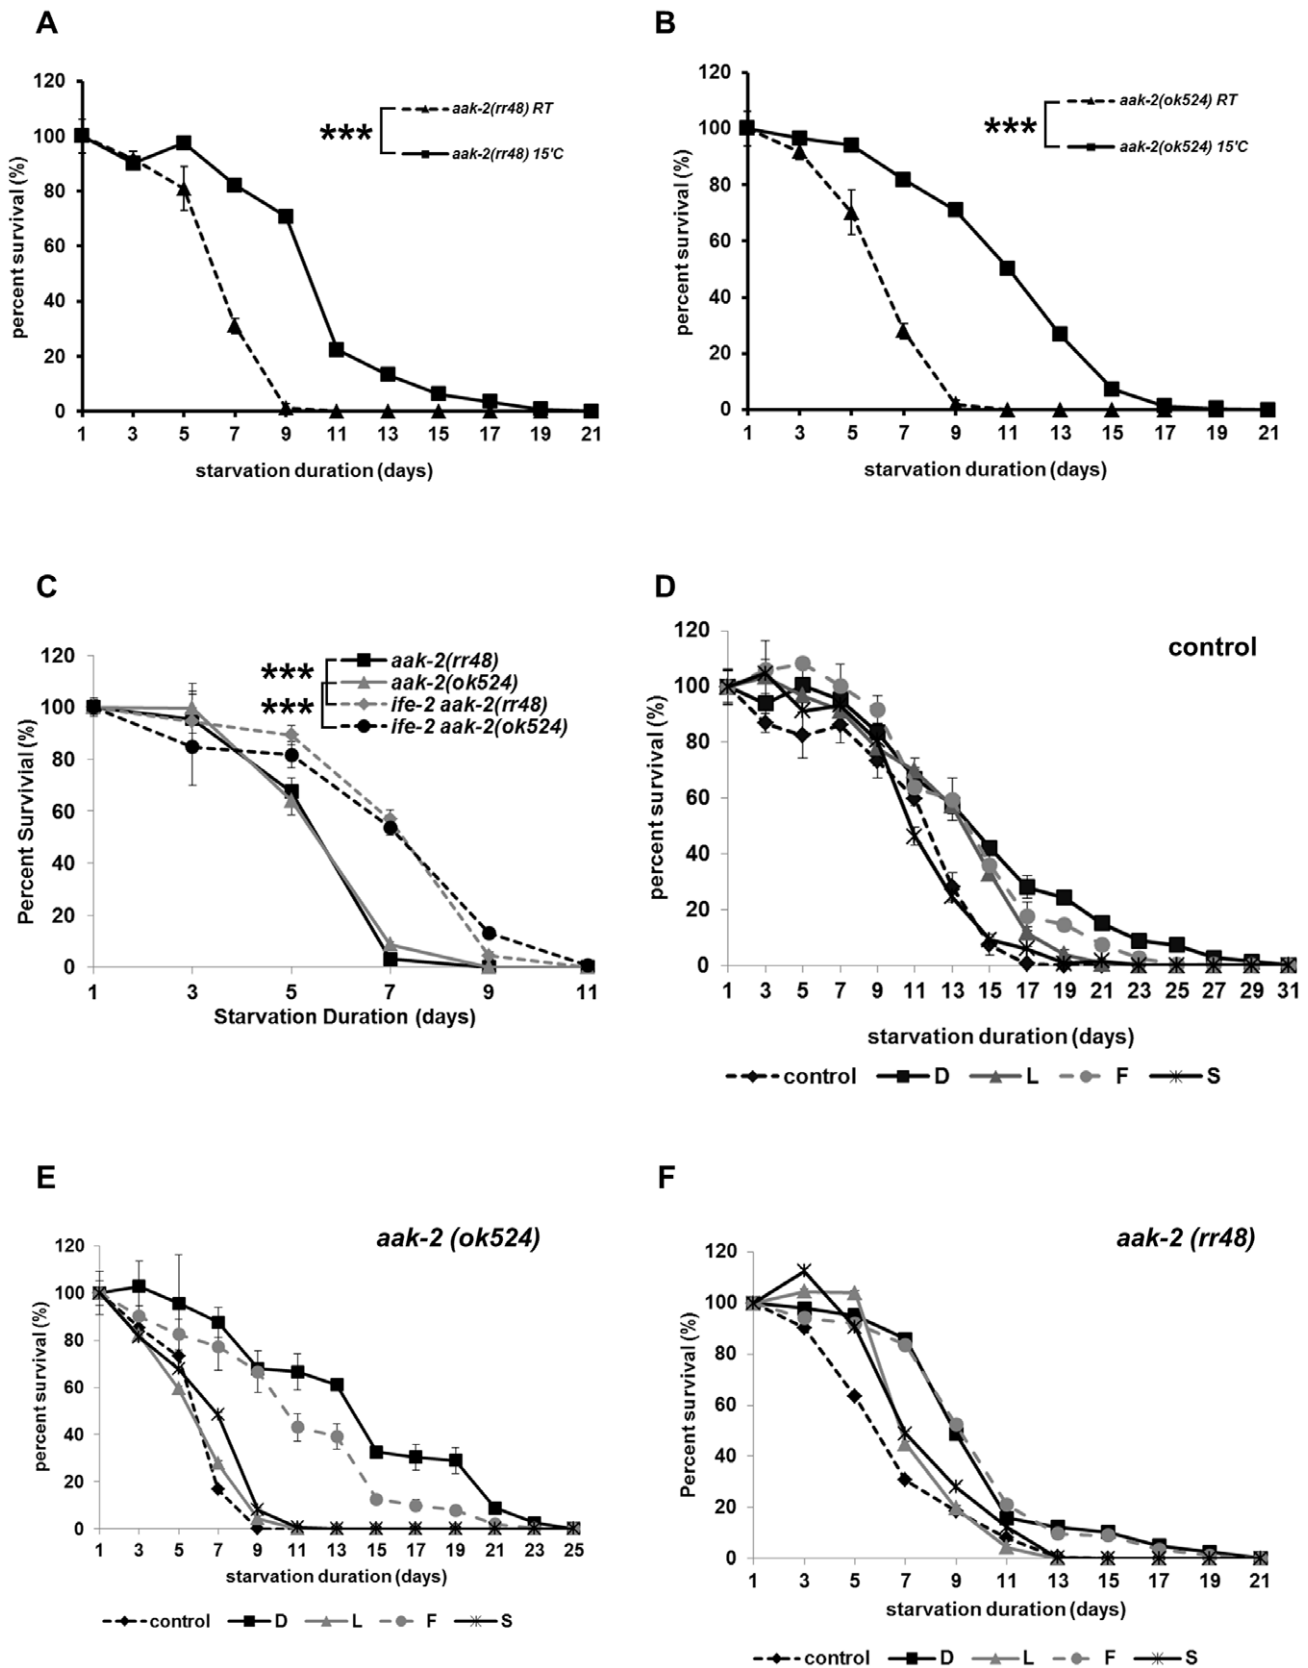 A
120
100
80
60
40
20
0
percent survival (%)
1 3 5 7 9 11 13 15 17 19 21
starvation duration (days)
***
aak-2(rr48) RT
aak-2(rr48) 15'C
B
120
100
80
60
40
20
0
percent survival (%)
1 3 5 7 9 11 13 15 17 19 21
starvation duration (days)
***
aak-2(ok524) RT
aak-2(ok524) 15'C
C
120
100
80
60
40
20
0
Percent Survivial (%)
1 3 5 7 9 11
Starvation Duration (days)
***
***
aak-2(rr48)
aak-2(ok524)
ife-2 aak-2(rr48)
ife-2 aak-2(ok524)
D
control
120
100
80
60
40
20
0
percent survival (%)
1 3 5 7 9 11 13 15 17 19 21 23 25 27 29 31
starvation duration (days)
control D L F S
E
aak-2 (ok524)
120
100
80
60
40
20
0
percent survival (%)
1 3 5 7 9 11 13 15 17 19 21 23 25
starvation duration (days)
control D L F S
F
aak-2 (rr48)
120
100
80
60
40
20
0
Percent survival (%)
1 3 5 7 9 11 13 15 17 19 21
starvation duration (days)
control D L F S